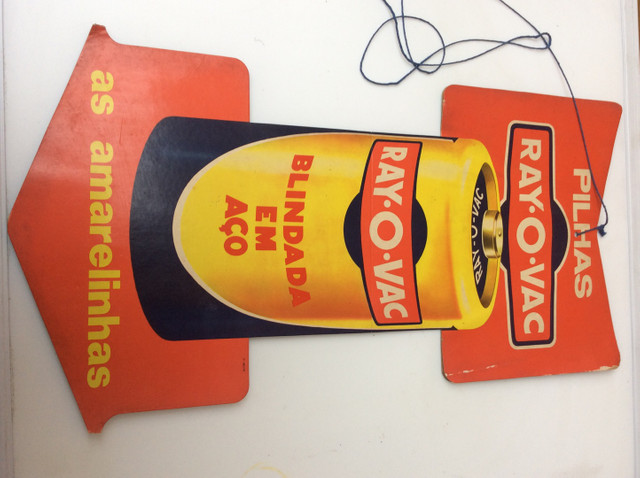 PILHAS
RAY·O·VAC
RAY-O-VAC
RAY·O·VAC
BLINDADA
EM
AÇO
as amarelinhas